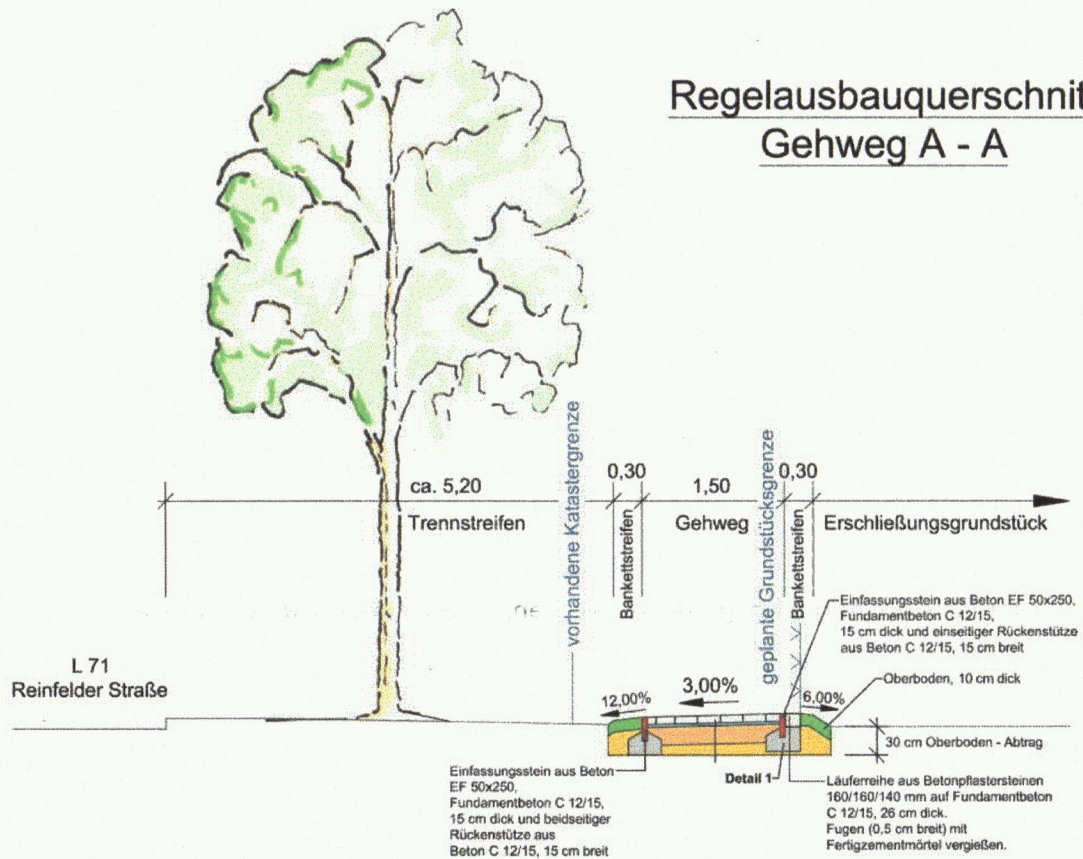 Regelausbauquerschnit
Gehweg A - A
ca. 5,20
0,30
1,50
0,30
Trennstreifen
vorhandene Katastergrenze
Bankettstreifen
Gehweg
geplante Grundstücksgrenze
Bankettstreifen
Erschließungsgrundstück
L 71
Reinfelder Straße
12,00%
3,00%
6,00%
Einfassungsstein aus Beton EF 50x250,
Fundamentbeton C 12/15,
15 cm dick und einseitiger Rückenstütze
aus Beton C 12/15, 15 cm breit
Oberboden, 10 cm dick
30 cm Oberboden - Abtrag
Einfassungsstein aus Beton
EF 50x250,
Fundamentbeton C 12/15,
15 cm dick und beidseitiger
Rückenstütze aus
Beton C 12/15, 15 cm breit
Detail 1
Läuferreihe aus Betonpflastersteinen
160/160/140 mm auf Fundamentbeton
C 12/15, 26 cm dick.
Fugen (0,5 cm breit) mit
Fertigzementmörtel vergießen.